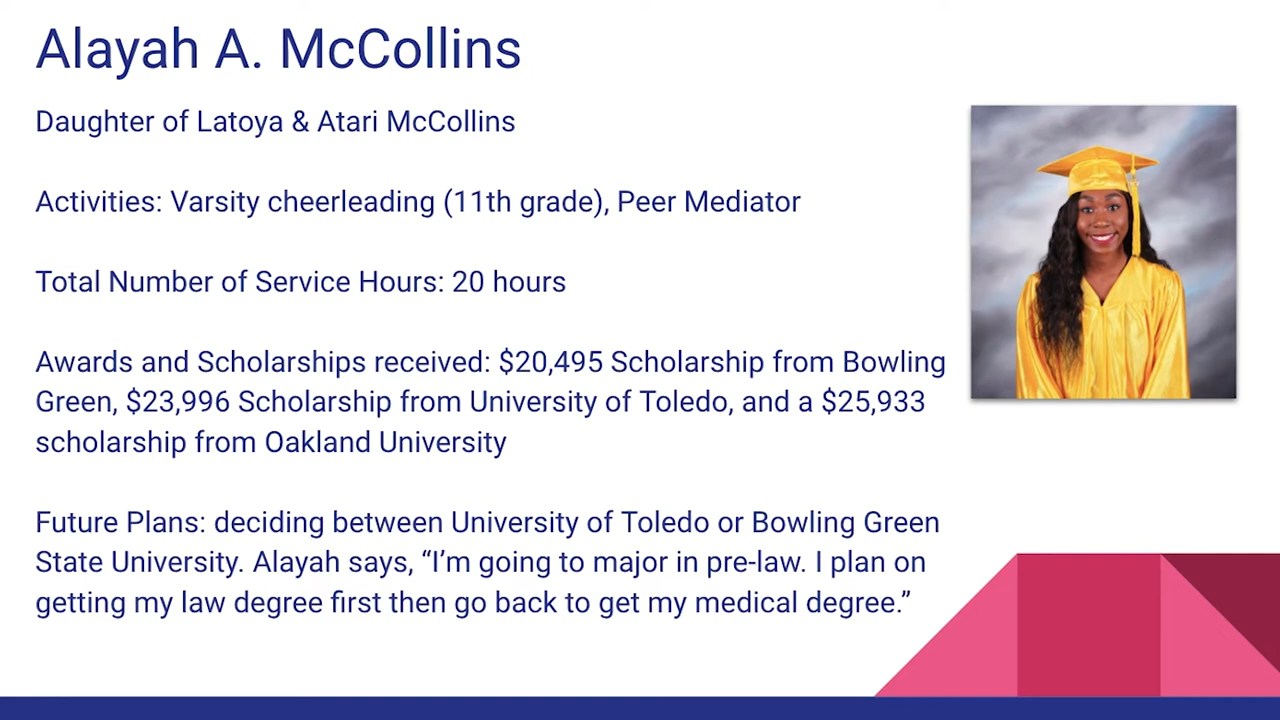 Alayah A. McCollins
Daughter of Latoya & Atari McCollins
Activities: Varsity cheerleading (11th grade), Peer Mediator
Total Number of Service Hours: 20 hours
Awards and Scholarships received: $20,495 Scholarship from Bowling
Green, $23,996 Scholarship from University of Toledo, and a $25,933
scholarship from Oakland University
Future Plans: deciding between University of Toledo or Bowling Green
State University. Alayah says, “I’m going to major in pre-law. I plan on
getting my law degree first then go back to get my medical degree.”